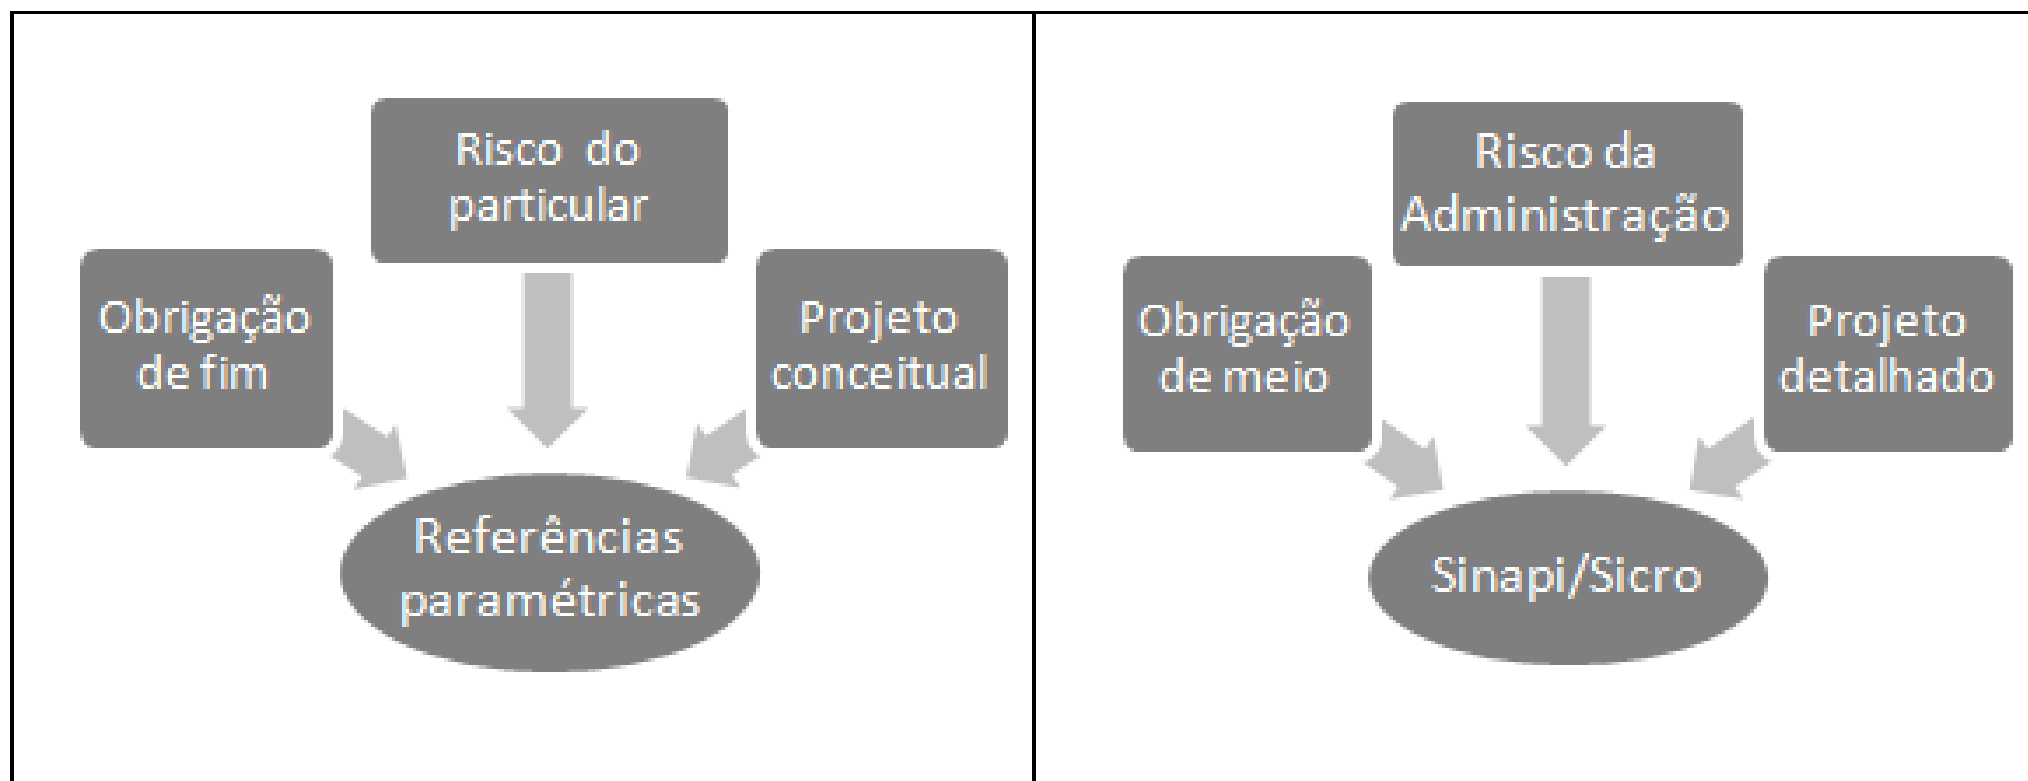 Risco do
particular
Obrigação
de fim
Projeto
conceitual
Referências
paramétricas
Risco da
Administração
Obrigação
de meio
Projeto
detalhado
Sinapi/Sicro